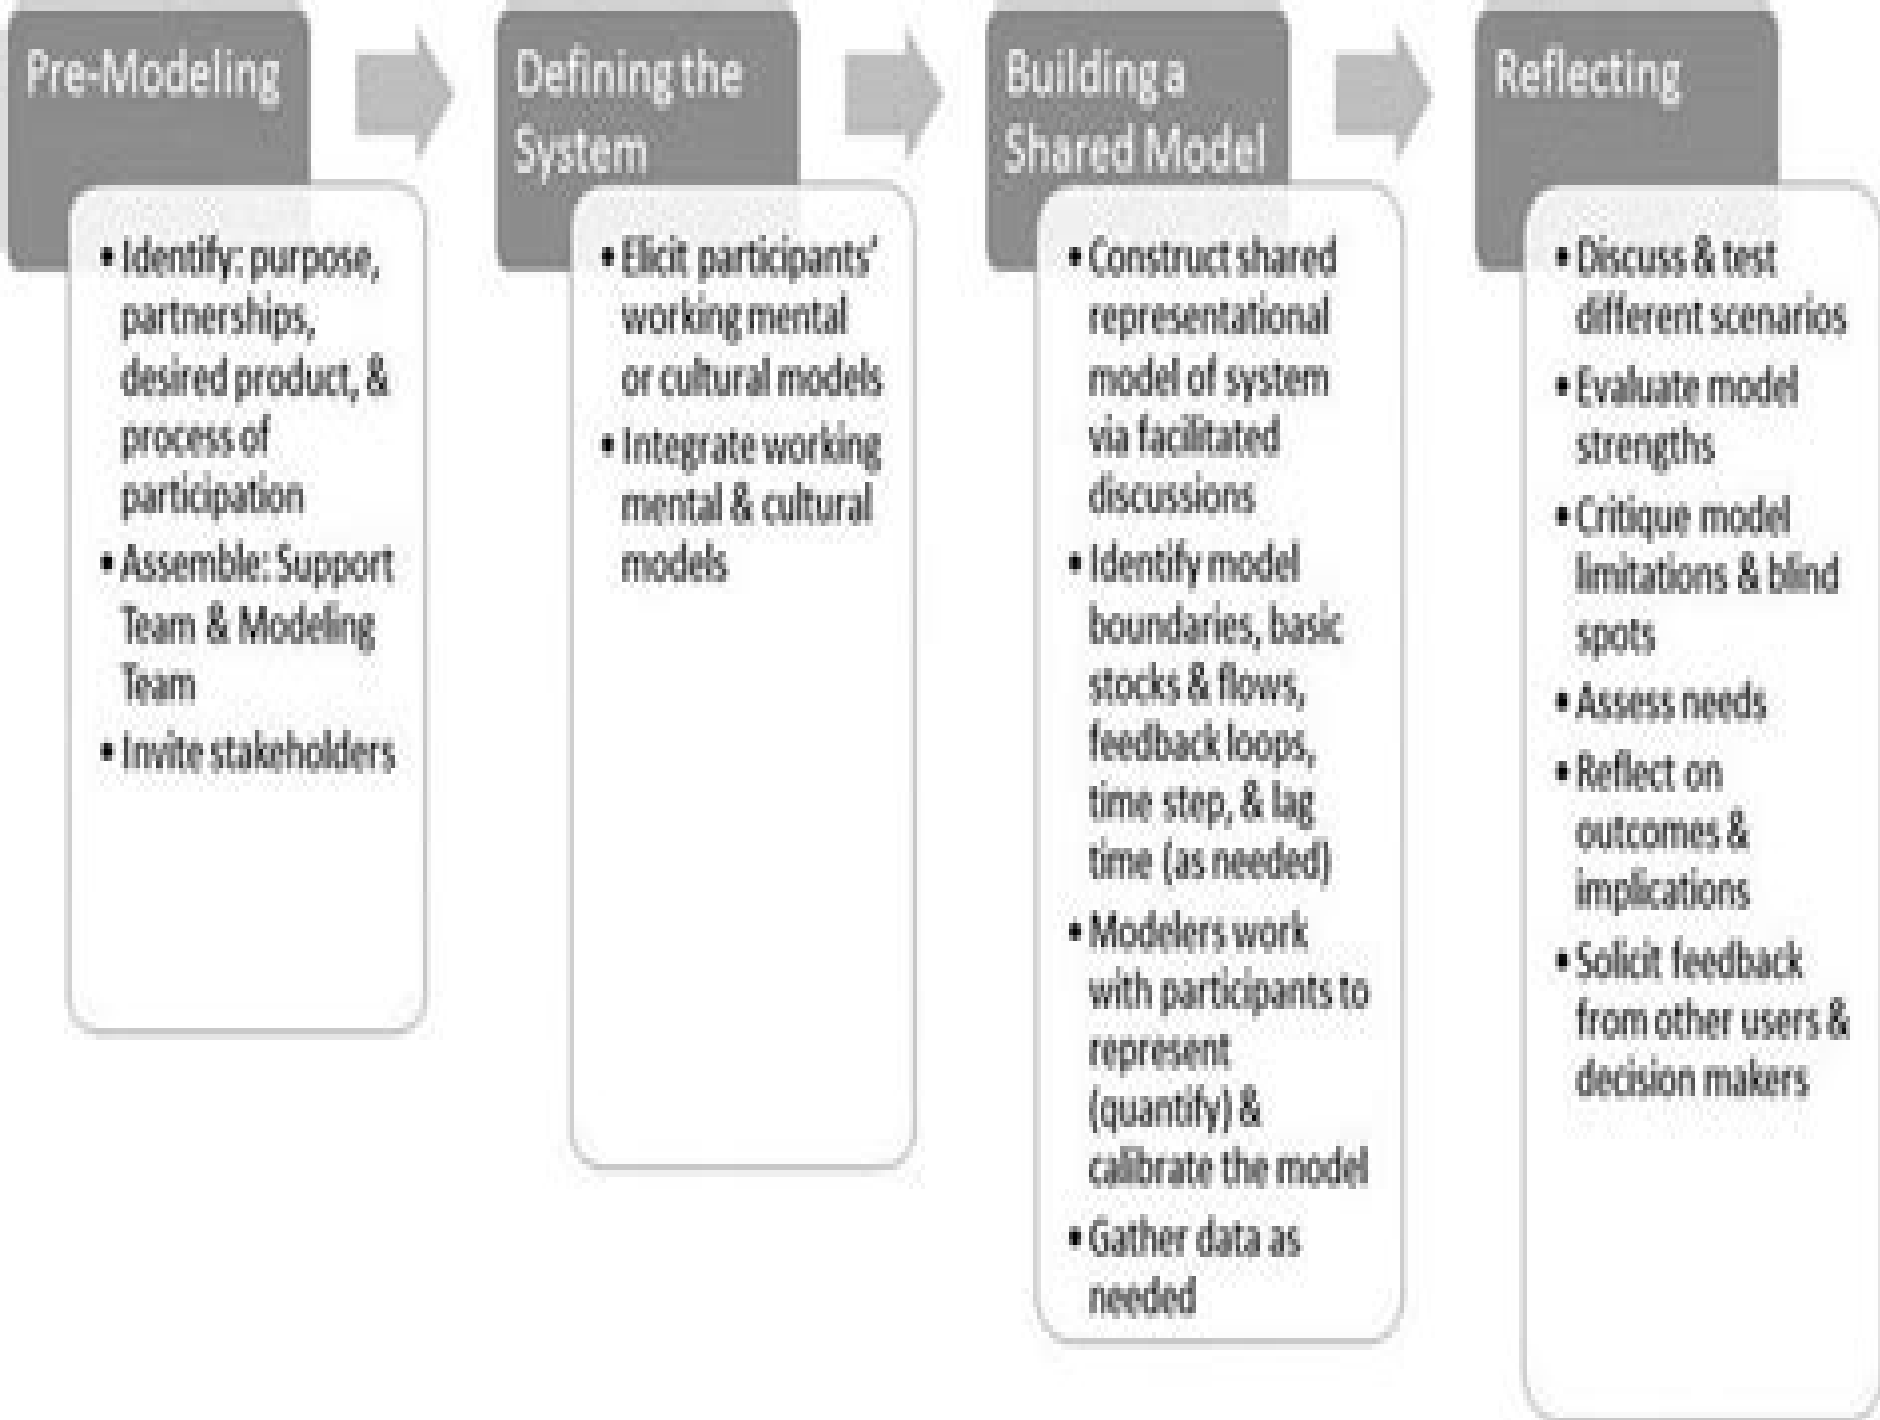 Pre-Modeling
• Identify: purpose,
partnerships,
desired product, &
process of
participation
• Assemble: Support
Team & Modeling
Team
• Invite stakeholders
Defining the
System
• Elicit participants'
working mental
or cultural models
• Integrate working
mental & cultural
models
Building a
Shared Model
• Construct shared
representational
model of system
via facilitated
discussions
• Identify model
boundaries, basic
stocks & flows,
feedback loops,
time step, & lag
time (as needed)
• Modelers work
with participants to
represent
(quantify) &
calibrate the model
• Gather data as
needed
Reflecting
• Discuss & test
different scenarios
• Evaluate model
strengths
• Critique model
limitations & blind
spots
• Assess needs
• Reflect on
outcomes &
implications
• Solicit feedback
from other users &
decision makers